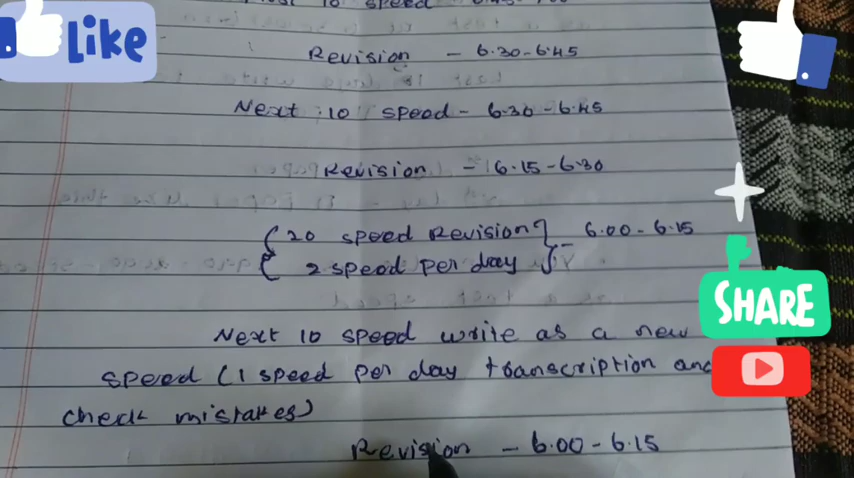 10 speed
Like
Revision - 6.30-6.45
Next 10 speed - 6.30-6.45
Revision - 6.15-6.30
{ 20 speed Revision } - 6.00-6.15
{ 2 speed per day }
Next 10 speed write as a new
speed (1 speed per day transcription and
check mistakes)
Revision - 6.00-6.15
SHARE